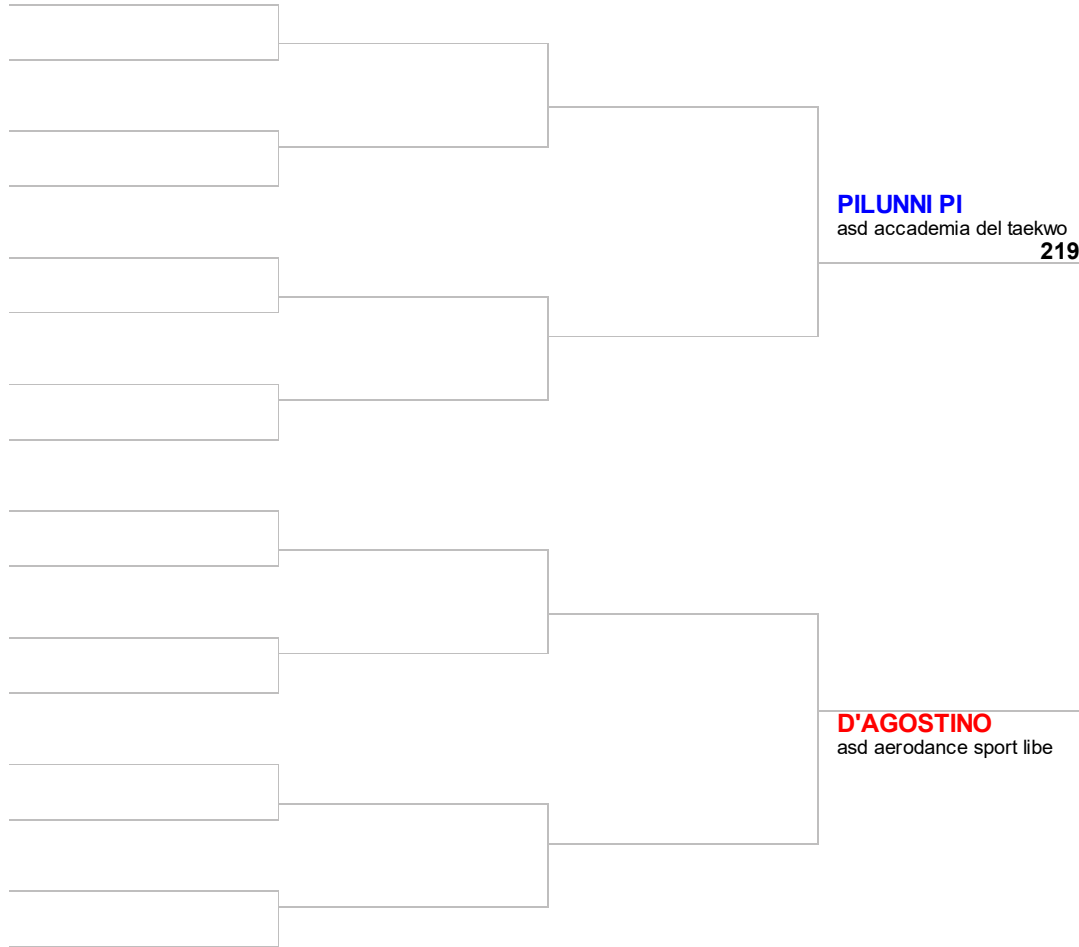 PILUNNI PI
asd accademia del taekwo
219
D'AGOSTINO
asd aerodance sport libe